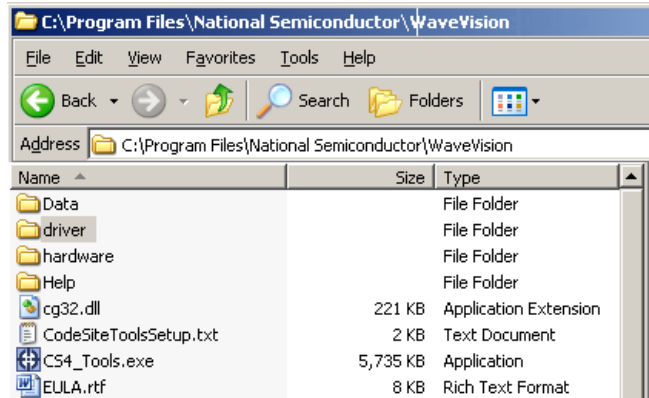 C:\Program Files\National Semiconductor\WaveVision
File Edit View Favorites Tools Help
Back Search Folders
Address C:\Program Files\National Semiconductor\WaveVision
Name Size Type
Data File Folder
driver File Folder
hardware File Folder
Help File Folder
cg32.dll 221 KB Application Extension
CodeSiteToolsSetup.txt 2 KB Text Document
CS4_Tools.exe 5,735 KB Application
EULA.rtf 8 KB Rich Text Format